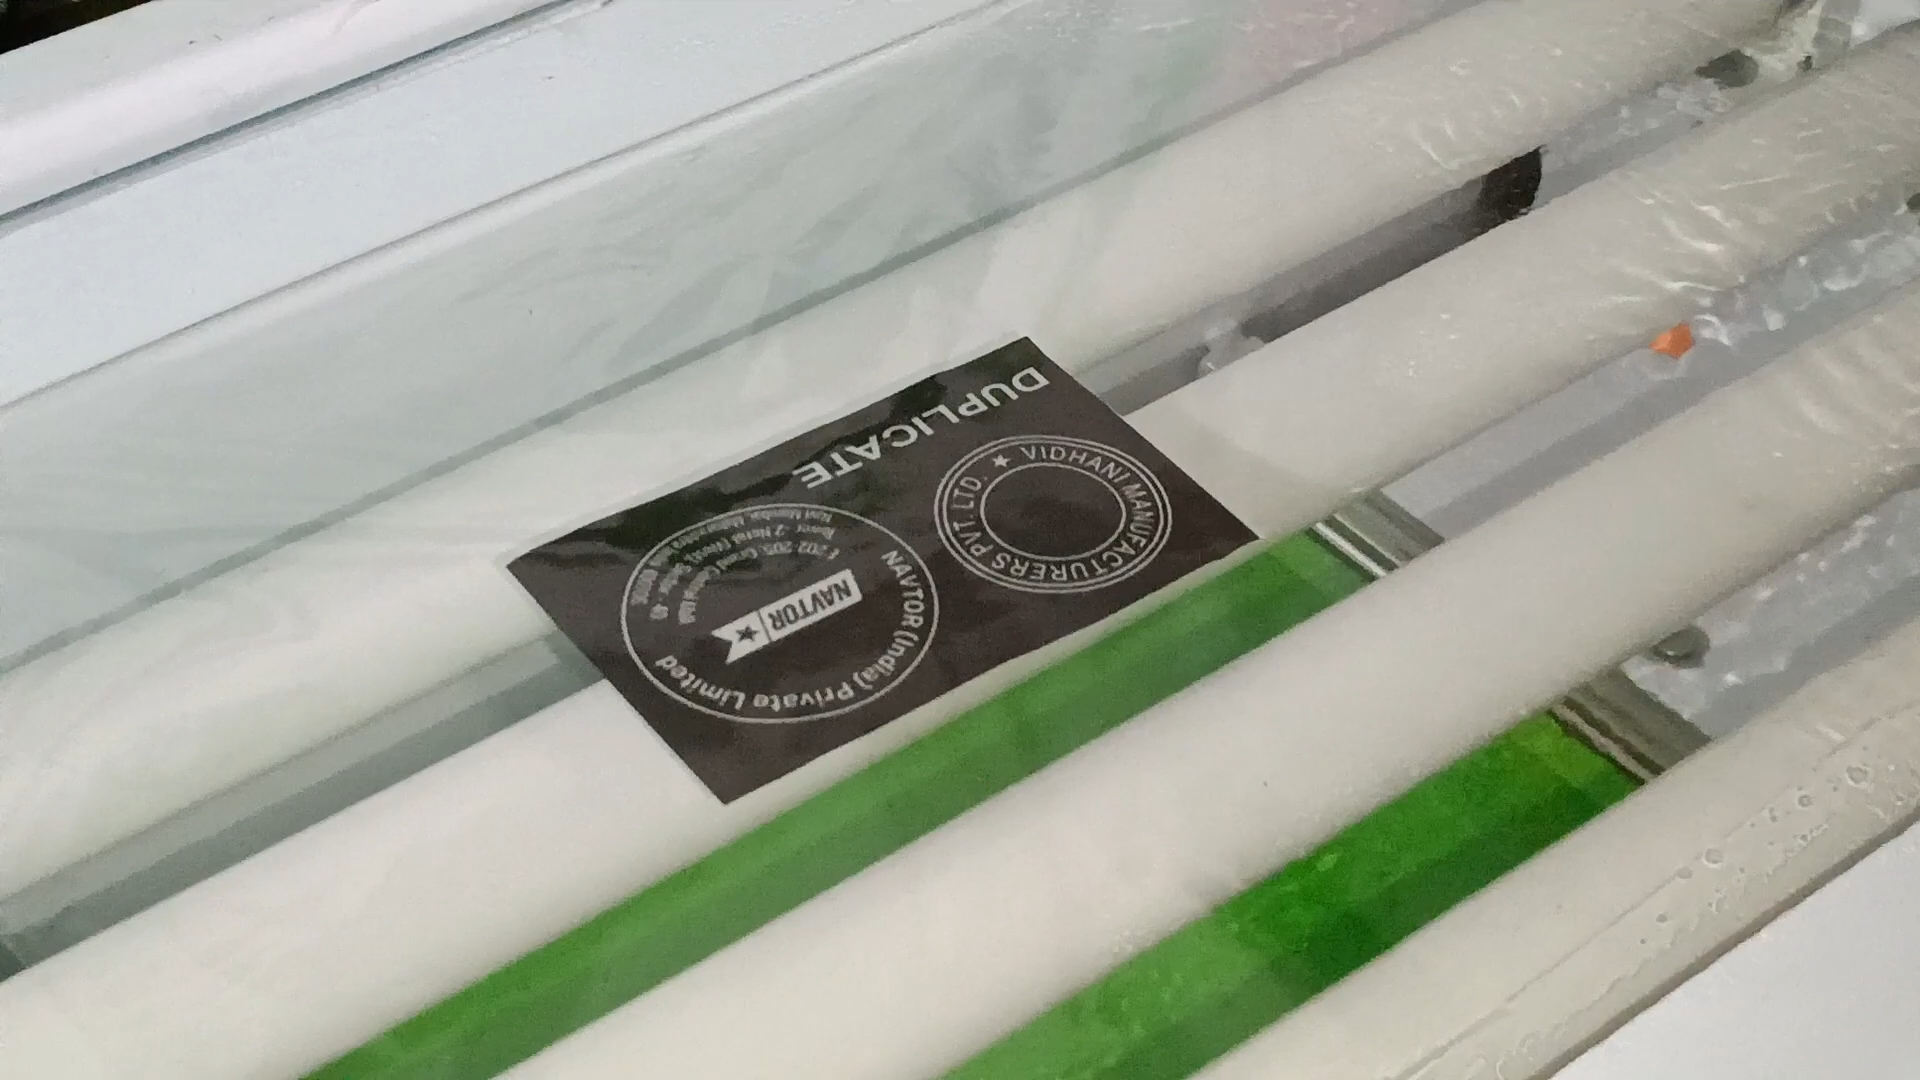 DUPLICATE
★ VIDHANI MANUFACTURERS PVT. LTD.
NAVTOR (India) Private Limited
NAVTOR